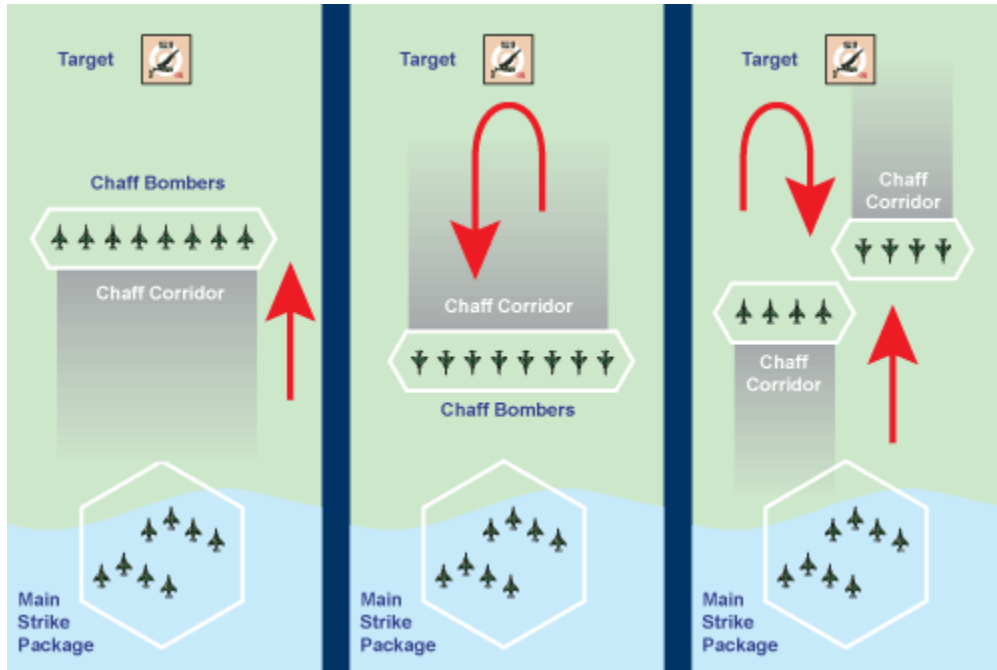 Target
Chaff Bombers
Chaff Corridor
Main
Strike
Package
Target
Chaff Corridor
Chaff Bombers
Main
Strike
Package
Target
Chaff
Corridor
Chaff
Corridor
Main
Strike
Package